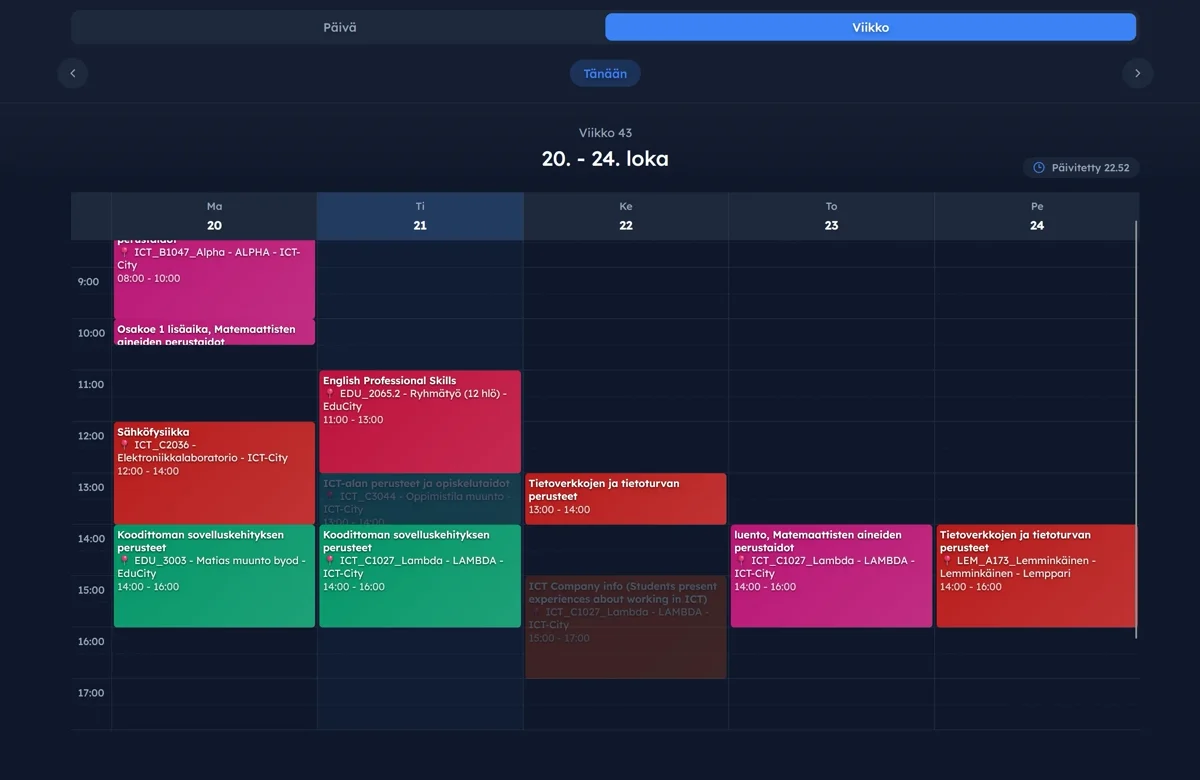 Päivä
Viikko
Tänään
Viikko 43
20. - 24. loka
Päivitetty 22.52
Ma
20
Ti
21
Ke
22
To
23
Pe
24
9:00
10:00
11:00
12:00
13:00
14:00
15:00
16:00
17:00
perustaidot
📍 ICT_B1047_Alpha - ALPHA - ICT-
City
08:00 - 10:00
Osakoe 1 lisäaika, Matemaattisten
aineiden perustaidot
Sähköfysiikka
📍 ICT_C2036 -
Elektroniikkalaboratorio - ICT-City
12:00 - 14:00
Koodittoman sovelluskehityksen
perusteet
📍 EDU_3003 - Matias muunto byod -
EduCity
14:00 - 16:00
English Professional Skills
📍 EDU_2065.2 - Ryhmätyö (12 hlö) -
EduCity
11:00 - 13:00
ICT-alan perusteet ja opiskelutaidot
📍 ICT_C3044 - Oppimistila muunto -
ICT-City
13:00 - 14:00
Koodittoman sovelluskehityksen
perusteet
📍 ICT_C1027_Lambda - LAMBDA -
ICT-City
14:00 - 16:00
Tietoverkkojen ja tietoturvan
perusteet
13:00 - 14:00
ICT Company info (Students present
experiences about working in ICT)
📍 ICT_C1027_Lambda - LAMBDA -
ICT-City
15:00 - 17:00
luento, Matemaattisten aineiden
perustaidot
📍 ICT_C1027_Lambda - LAMBDA -
ICT-City
14:00 - 16:00
Tietoverkkojen ja tietoturvan
perusteet
📍 LEM_A173_Lemminkäinen -
Lemminkäinen - Lemppari
14:00 - 16:00